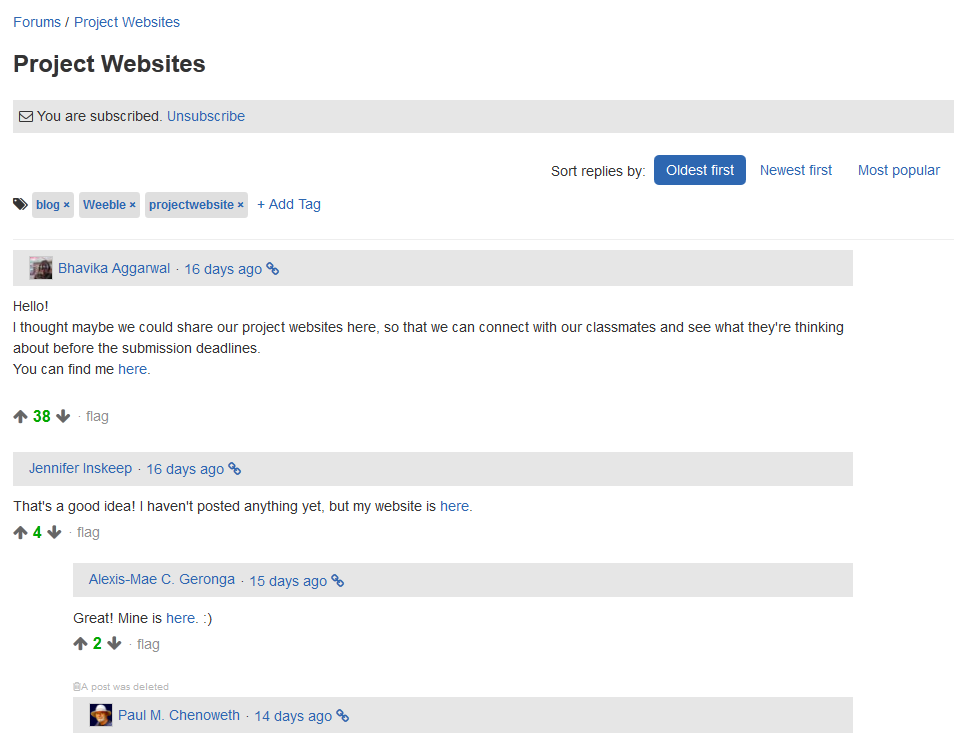 Forums / Project Websites
Project Websites
You are subscribed. Unsubscribe
Sort replies by: Oldest first Newest first Most popular
blog × Weeble × projectwebsite × + Add Tag
Bhavika Aggarwal · 16 days ago
Hello!
I thought maybe we could share our project websites here, so that we can connect with our classmates and see what they're thinking
about before the submission deadlines.
You can find me here.
38 · flag
Jennifer Inskeep · 16 days ago
That's a good idea! I haven't posted anything yet, but my website is here.
4 · flag
Alexis-Mae C. Geronga · 15 days ago
Great! Mine is here. :)
2 · flag
A post was deleted
Paul M. Chenoweth · 14 days ago